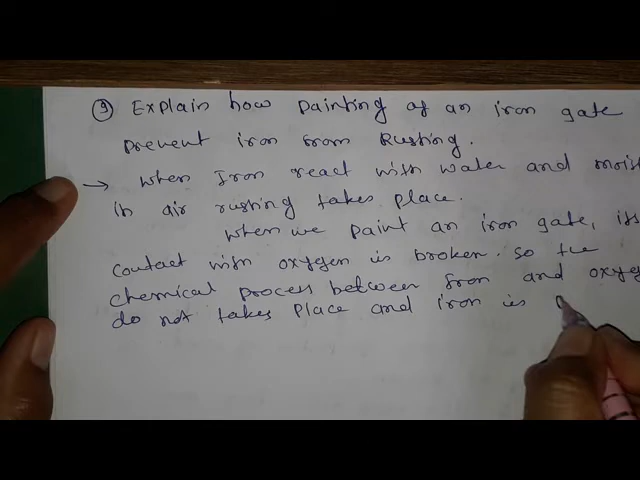 ⑨ Explain how Painting of an iron gate
Prevent iron from Rusting.
→ When Iron react with water and moist
in air rusting takes place.
When we paint an iron gate, its
contact with oxygen is broken. so the
chemical process between Iron and oxyge
do not takes place and iron is